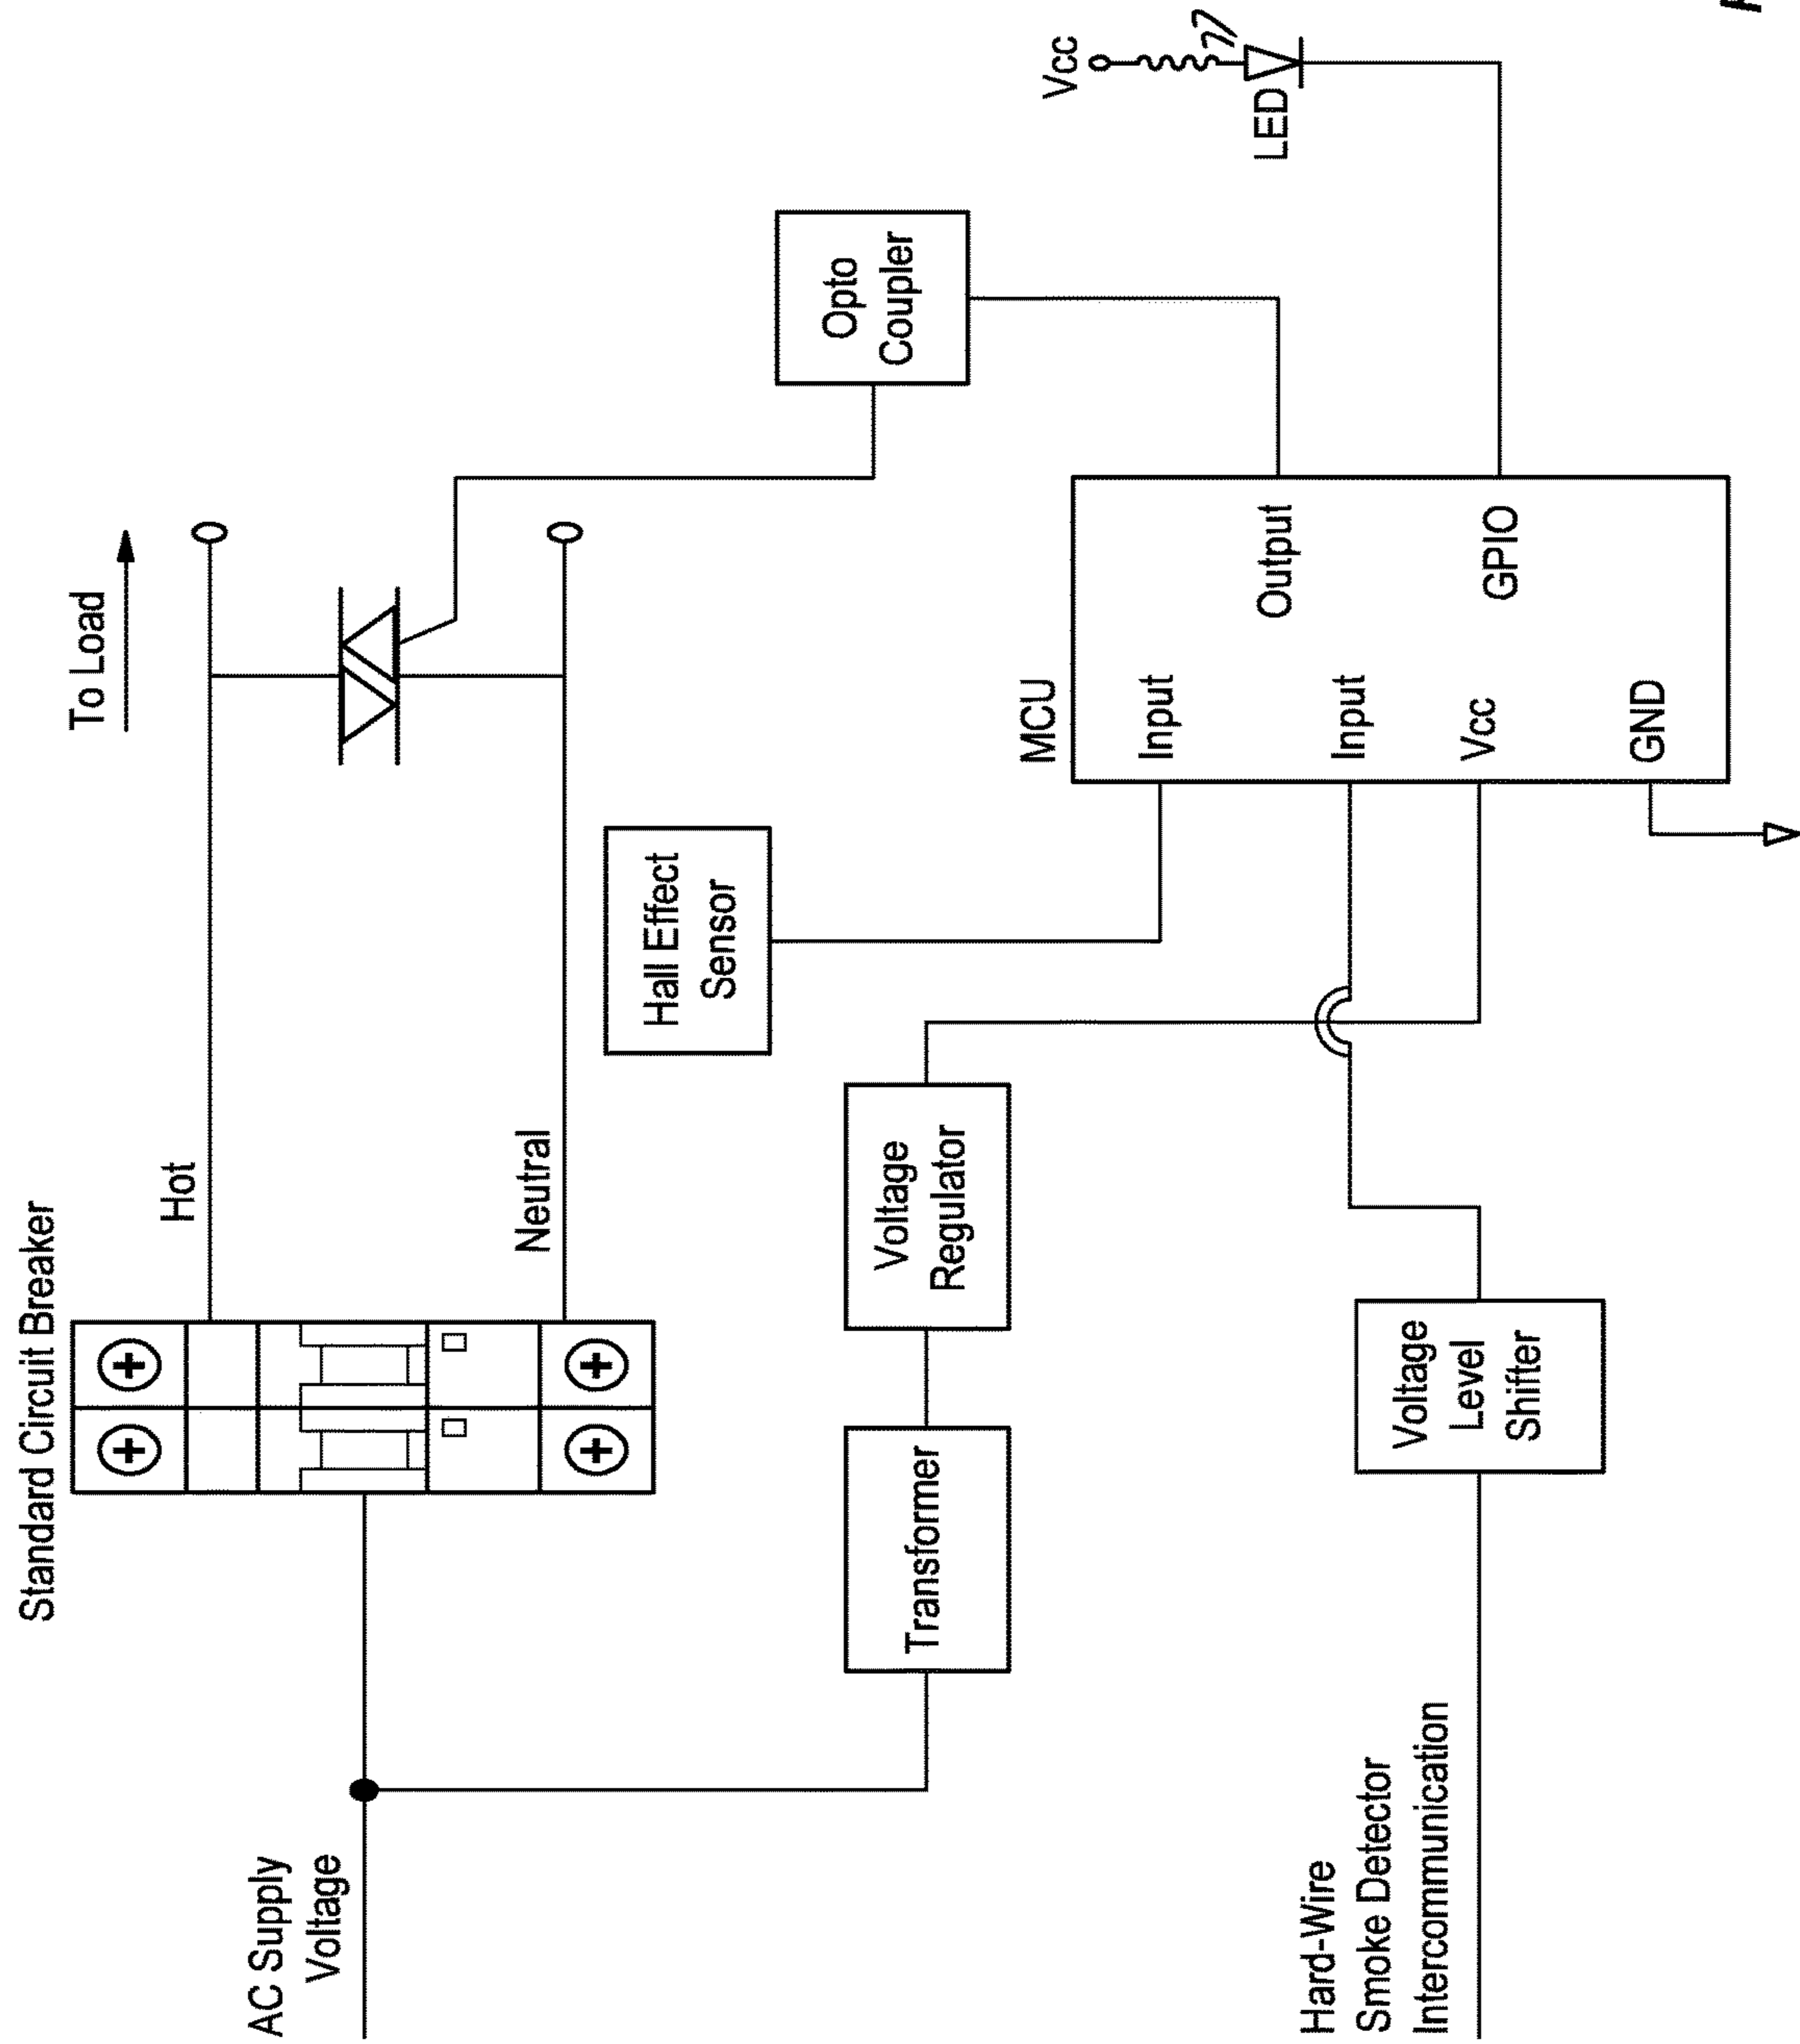 Standard Circuit Breaker
To Load
Hot
Neutral
AC Supply
Voltage
Hall Effect
Sensor
Opto
Coupler
Transformer
Voltage
Regulator
MCU
Input
Output
Input
Vcc
GPIO
GND
Vcc
LED
Hard-Wire
Smoke Detector
Intercommunication
Voltage
Level
Shifter